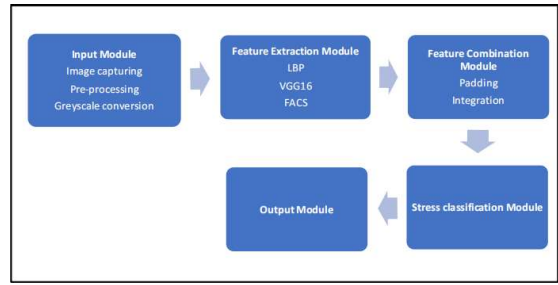 Input Module
Image capturing
Pre-processing
Greyscale conversion
Feature Extraction Module
LBP
VGG16
FACS
Feature Combination
Module
Padding
Integration
Stress classification Module
Output Module